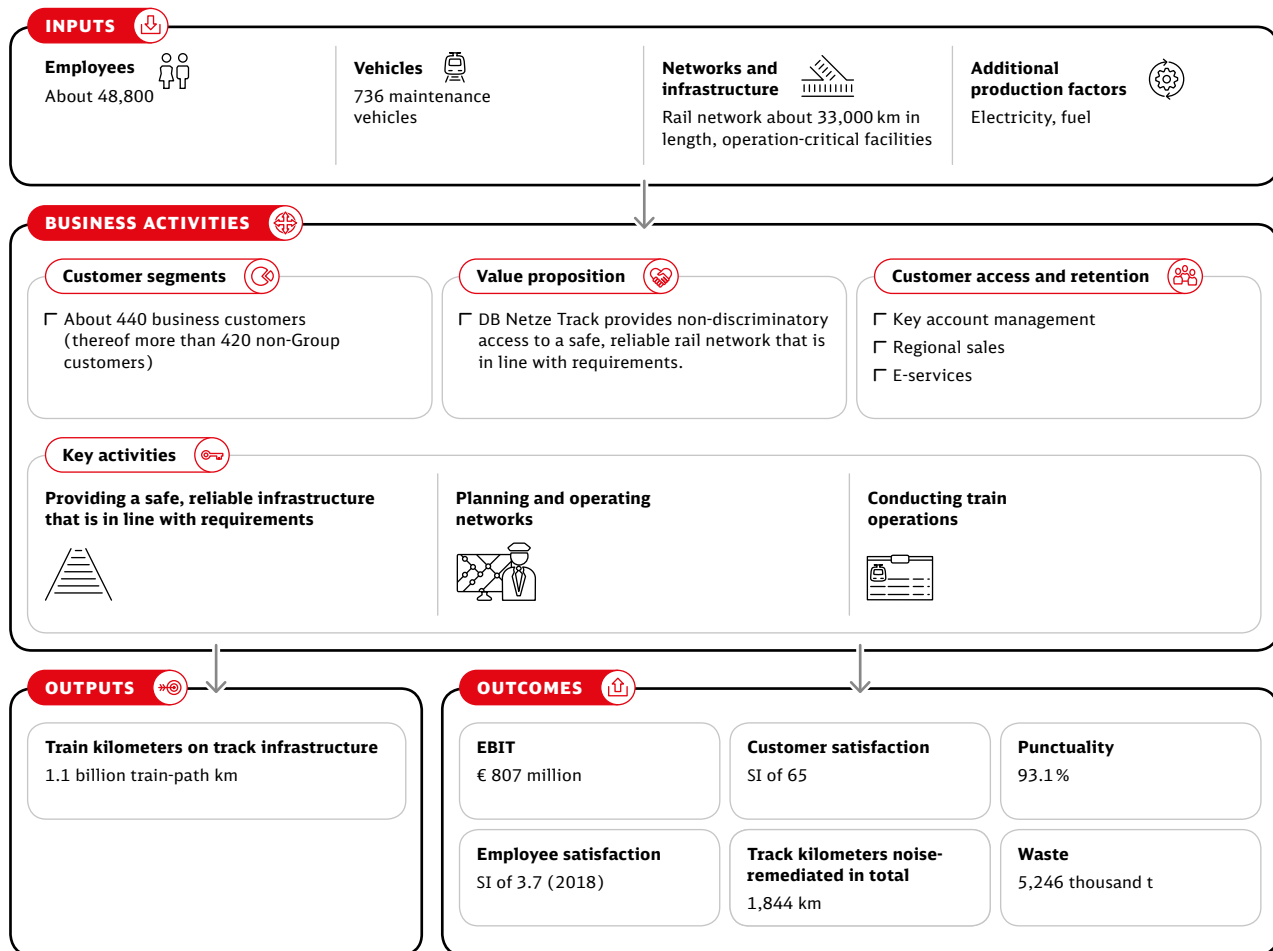 INPUTS
Employees
About 48,800
Vehicles
736 maintenance
vehicles
Networks and
infrastructure
Rail network about 33,000 km in
length, operation-critical facilities
Additional
production factors
Electricity, fuel
BUSINESS ACTIVITIES
Customer segments
About 440 business customers
(thereof more than 420 non-Group
customers)
Value proposition
DB Netze Track provides non-discriminatory
access to a safe, reliable rail network that is
in line with requirements.
Customer access and retention
Key account management
Regional sales
E-services
Key activities
Providing a safe, reliable infrastructure
that is in line with requirements
Planning and operating
networks
Conducting train
operations
OUTPUTS
Train kilometers on track infrastructure
1.1 billion train-path km
OUTCOMES
EBIT
€ 807 million
Customer satisfaction
SI of 65
Punctuality
93.1%
Employee satisfaction
SI of 3.7 (2018)
Track kilometers noise-
remediated in total
1,844 km
Waste
5,246 thousand t